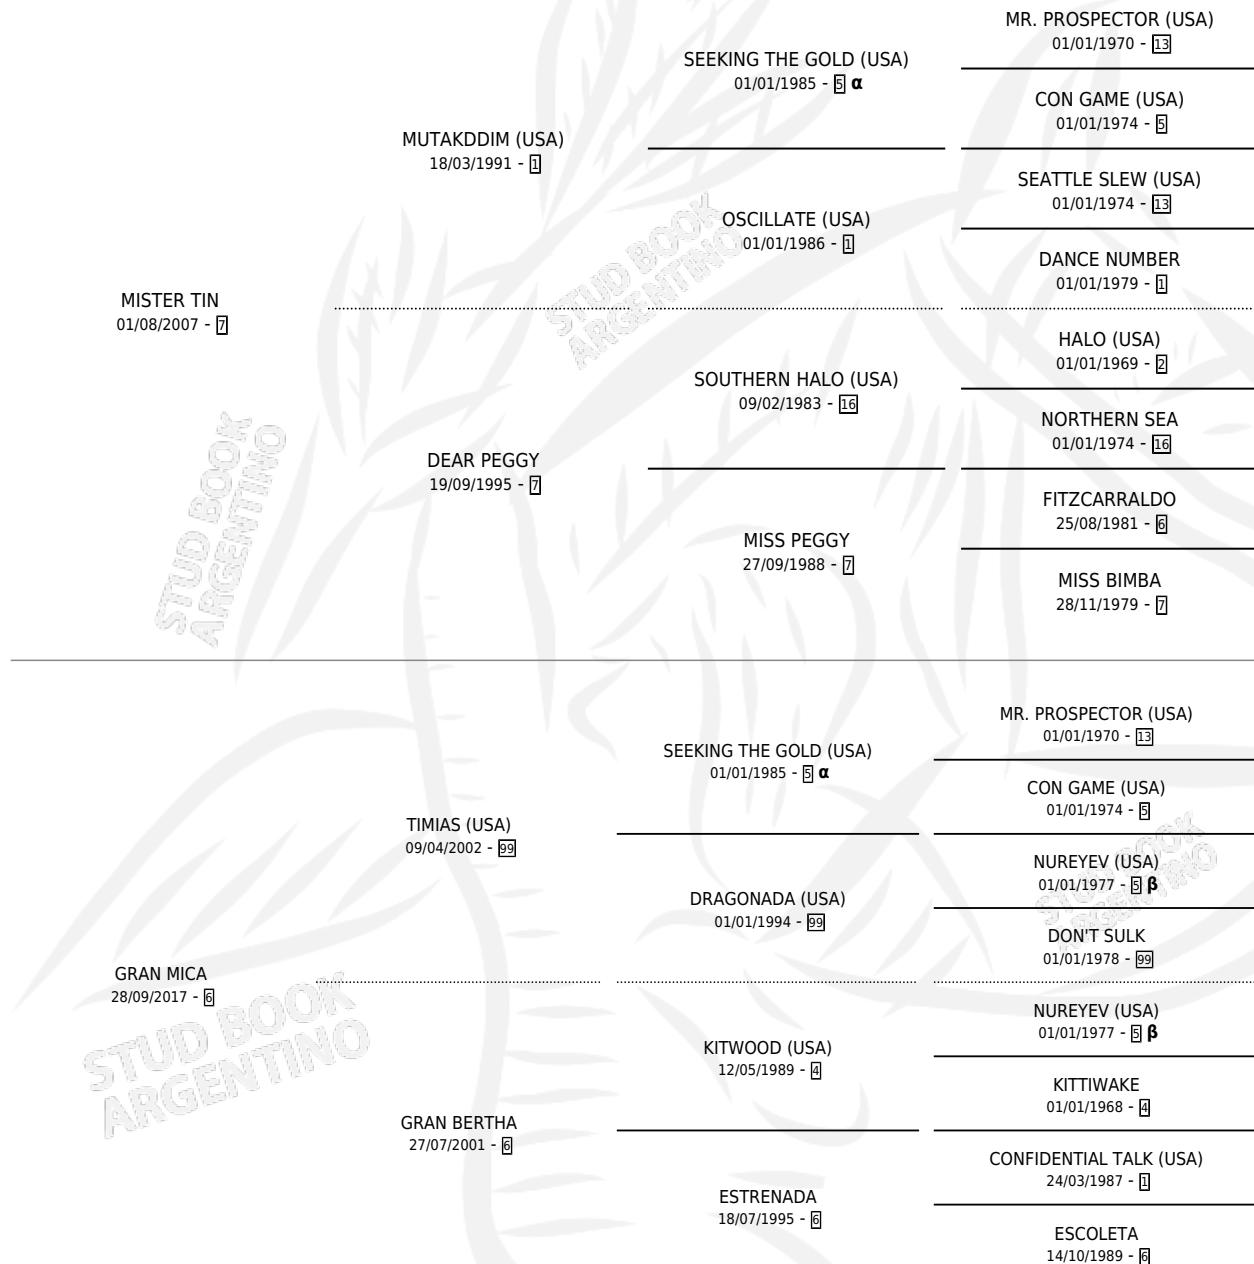 MR. PROSPECTOR (USA)
01/01/1970 - 13
SEEKING THE GOLD (USA)
01/01/1985 - 5 α
CON GAME (USA)
01/01/1974 - 5
MUTAKDDIM (USA)
18/03/1991 - 1
SEATTLE SLEW (USA)
01/01/1974 - 13
OSCILLATE (USA)
01/01/1986 - 1
DANCE NUMBER
01/01/1979 - 1
MISTER TIN
01/08/2007 - 7
HALO (USA)
01/01/1969 - 2
SOUTHERN HALO (USA)
09/02/1983 - 16
NORTHERN SEA
01/01/1974 - 16
DEAR PEGGY
19/09/1995 - 7
FITZCARRALDO
25/08/1981 - 6
MISS PEGGY
27/09/1988 - 7
MISS BIMBA
28/11/1979 - 7
MR. PROSPECTOR (USA)
01/01/1970 - 13
SEEKING THE GOLD (USA)
01/01/1985 - 5 α
CON GAME (USA)
01/01/1974 - 5
TIMIAS (USA)
09/04/2002 - 99
NUREYEV (USA)
01/01/1977 - 5 β
DRAGONADA (USA)
01/01/1994 - 99
DON'T SULK
01/01/1978 - 99
GRAN MICA
28/09/2017 - 6
NUREYEV (USA)
01/01/1977 - 5 β
KITWOOD (USA)
12/05/1989 - 4
KITTIWAKE
01/01/1968 - 4
GRAN BERTHA
27/07/2001 - 6
CONFIDENTIAL TALK (USA)
24/03/1987 - 1
ESTRENADA
18/07/1995 - 6
ESCOLETA
14/10/1989 - 6
STUD BOOK
ARGENTINO
STUD BOOK
ARGENTINO
STUD BOOK
ARGENTINO
STUD BOOK
ARGENTINO